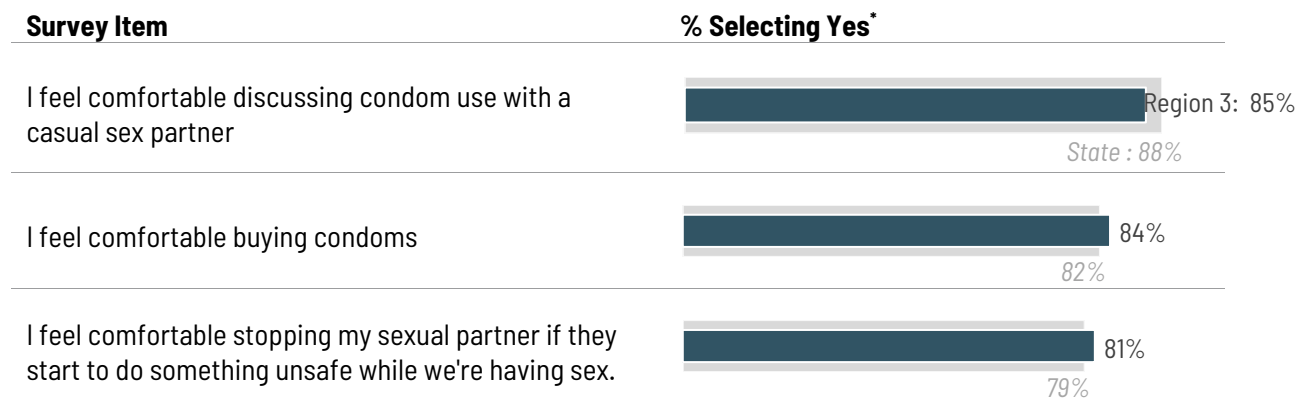 Survey Item
% Selecting Yes*
I feel comfortable discussing condom use with a
casual sex partner
Region 3: 85%
State : 88%
I feel comfortable buying condoms
84%
82%
I feel comfortable stopping my sexual partner if they
start to do something unsafe while we're having sex.
81%
79%